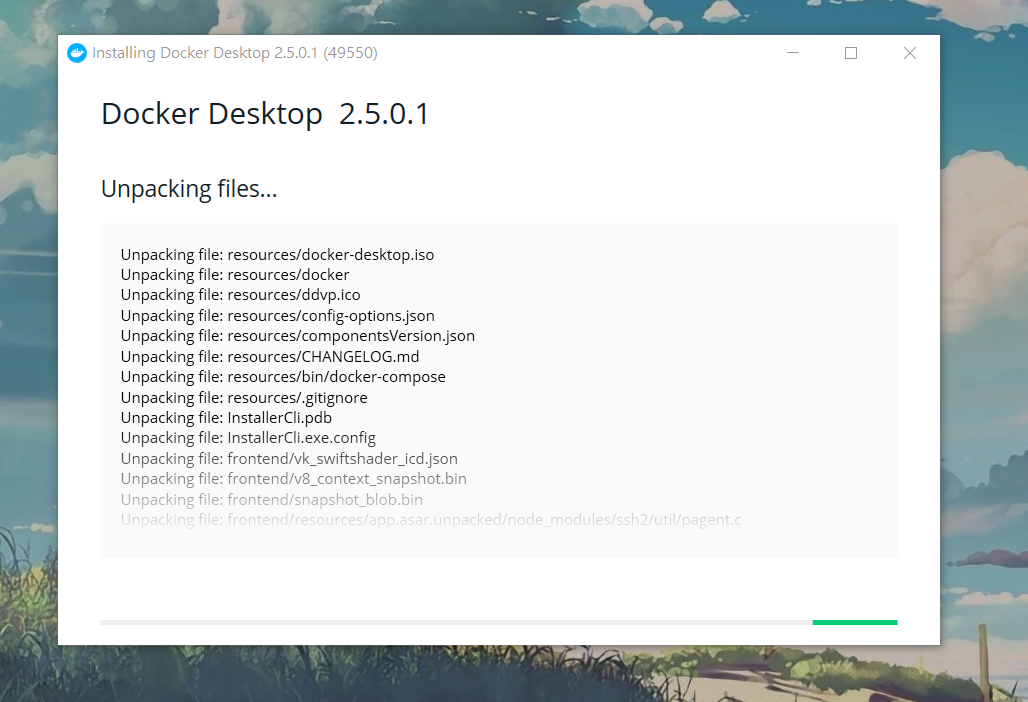 Installing Docker Desktop 2.5.0.1 (49550)
Docker Desktop 2.5.0.1
Unpacking files...
Unpacking file: resources/docker-desktop.iso
Unpacking file: resources/docker
Unpacking file: resources/ddvp.ico
Unpacking file: resources/config-options.json
Unpacking file: resources/componentsVersion.json
Unpacking file: resources/CHANGELOG.md
Unpacking file: resources/bin/docker-compose
Unpacking file: resources/.gitignore
Unpacking file: InstallerCli.pdb
Unpacking file: InstallerCli.exe.config
Unpacking file: frontend/vk_swiftshader_icd.json
Unpacking file: frontend/v8_context_snapshot.bin
Unpacking file: frontend/snapshot_blob.bin
Unpacking file: frontend/resources/app.asar.unpacked/node_modules/ssh2/util/pagent.c